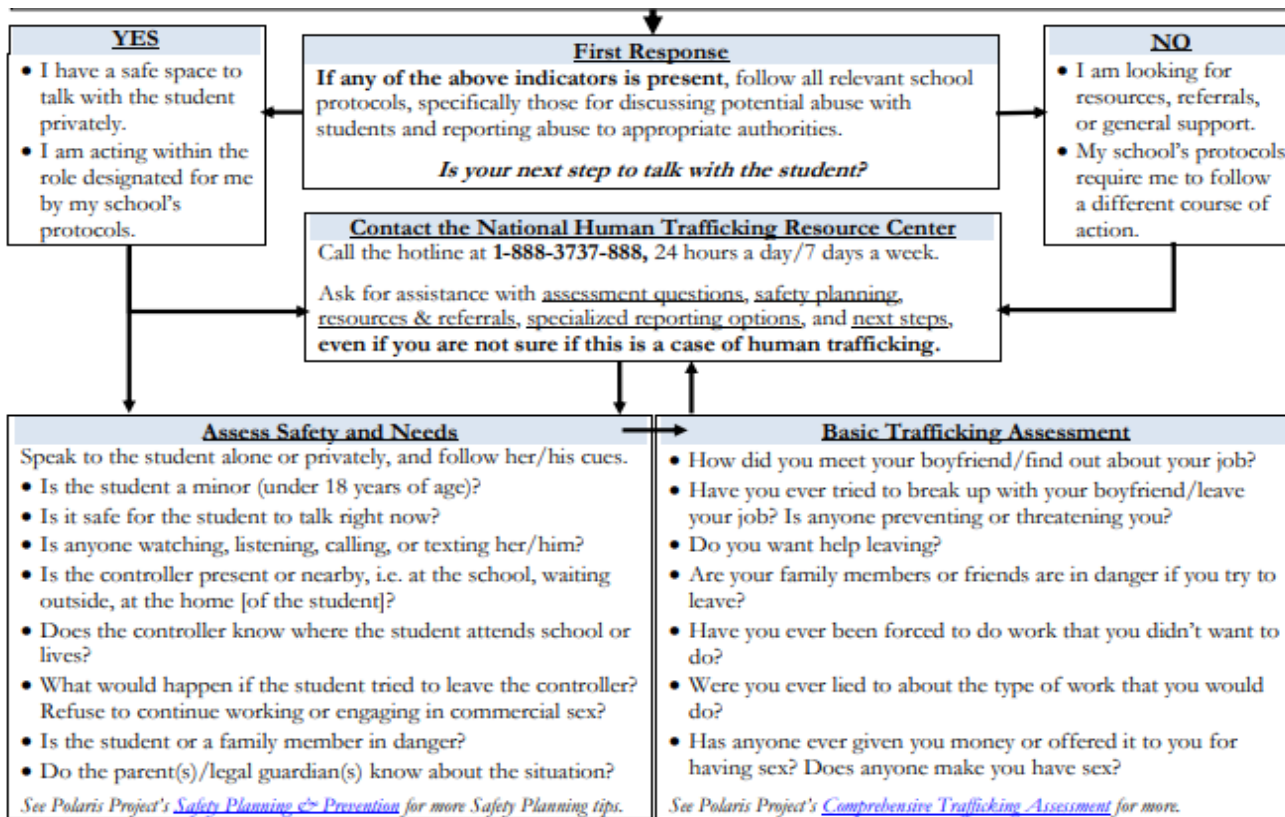 YES
• I have a safe space to
talk with the student
privately.
• I am acting within the
role designated for me
by my school's
protocols.
First Response
If any of the above indicators is present, follow all relevant school
protocols, specifically those for discussing potential abuse with
students and reporting abuse to appropriate authorities.
Is your next step to talk with the student?
NO
• I am looking for
resources, referrals,
or general support.
• My school's protocols
require me to follow
a different course of
action.
Contact the National Human Trafficking Resource Center
Call the hotline at 1-888-3737-888, 24 hours a day/7 days a week.
Ask for assistance with assessment questions, safety planning,
resources & referrals, specialized reporting options, and next steps,
even if you are not sure if this is a case of human trafficking.
Assess Safety and Needs
Speak to the student alone or privately, and follow her/his cues.
• Is the student a minor (under 18 years of age)?
• Is it safe for the student to talk right now?
• Is anyone watching, listening, calling, or texting her/him?
• Is the controller present or nearby, i.e. at the school, waiting
outside, at the home [of the student]?
• Does the controller know where the student attends school or
lives?
• What would happen if the student tried to leave the controller?
Refuse to continue working or engaging in commercial sex?
• Is the student or a family member in danger?
• Do the parent(s)/legal guardian(s) know about the situation?
See Polaris Project's Safety Planning & Prevention for more Safety Planning tips.
Basic Trafficking Assessment
• How did you meet your boyfriend/find out about your job?
• Have you ever tried to break up with your boyfriend/leave
your job? Is anyone preventing or threatening you?
• Do you want help leaving?
• Are your family members or friends are in danger if you try to
leave?
• Have you ever been forced to do work that you didn't want to
do?
• Were you ever lied to about the type of work that you would
do?
• Has anyone ever given you money or offered it to you for
having sex? Does anyone make you have sex?
See Polaris Project's Comprehensive Trafficking Assessment for more.